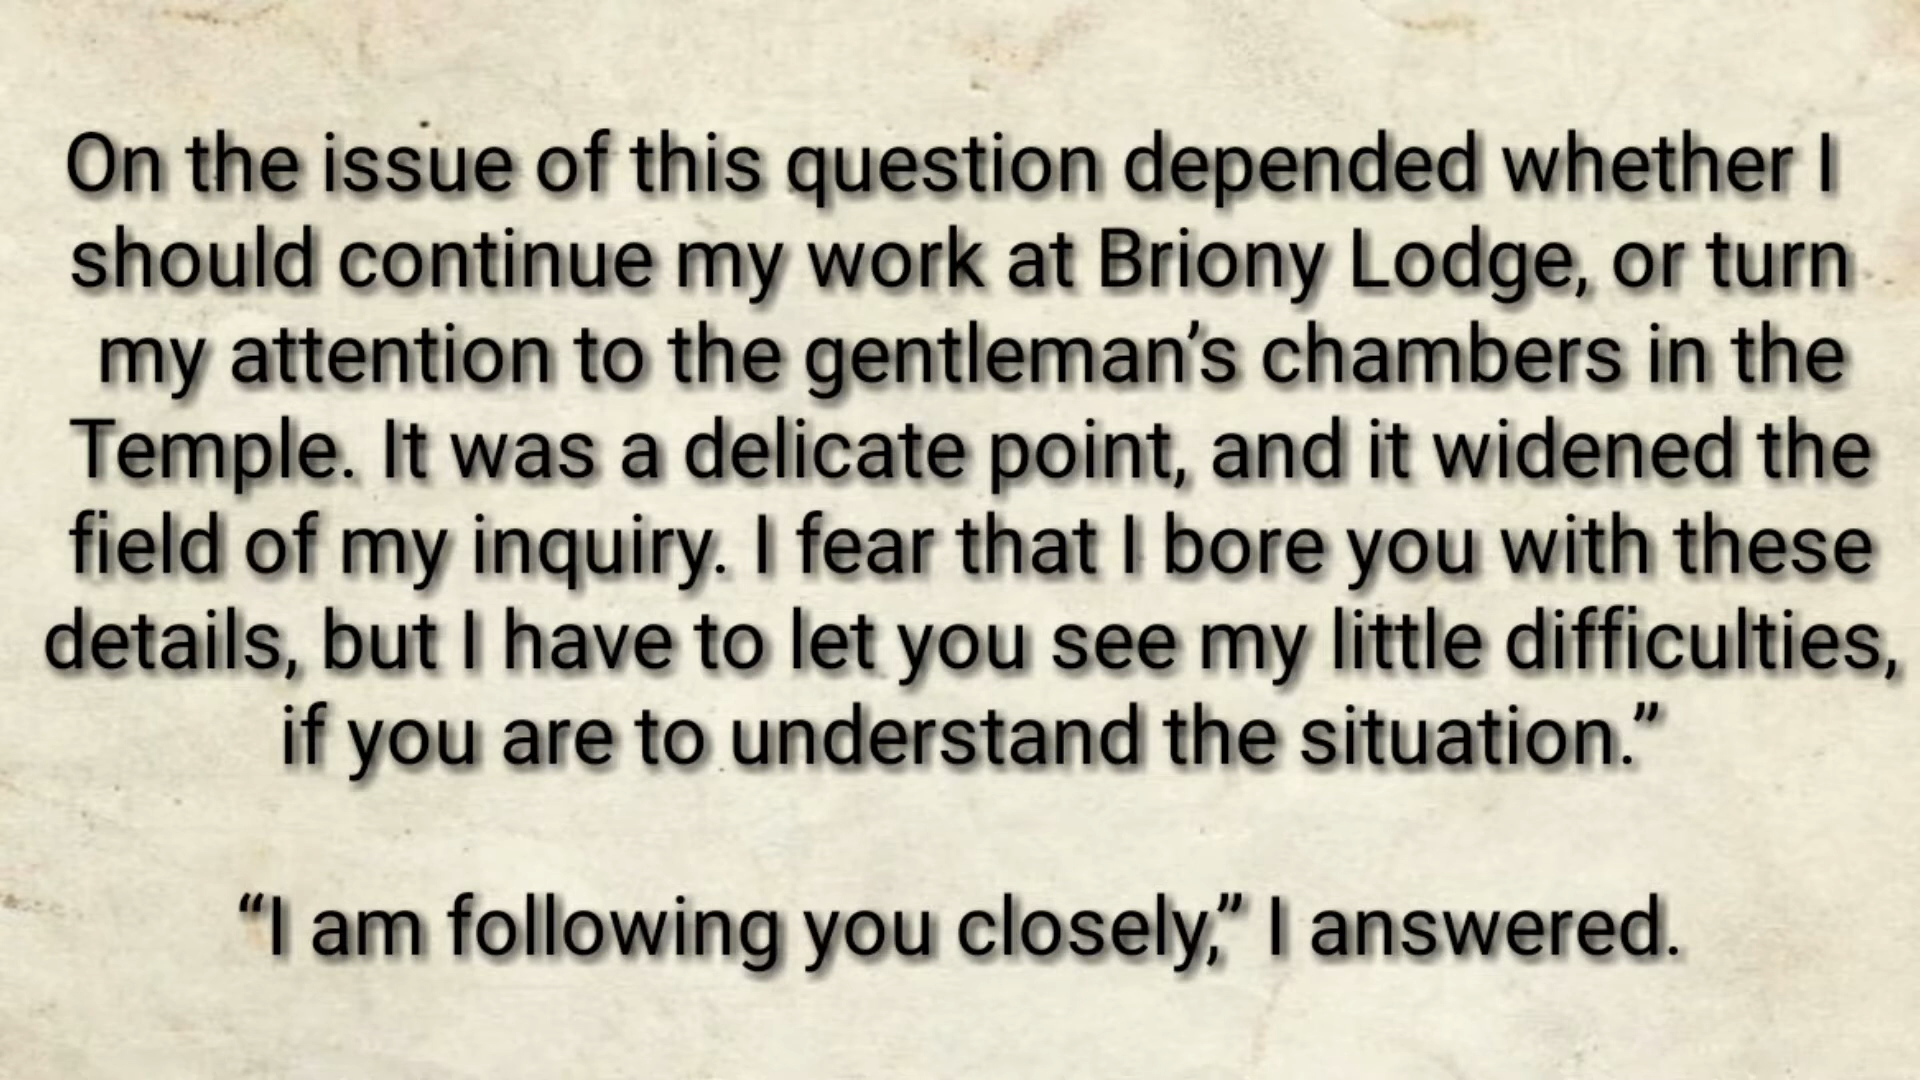 On the issue of this question depended whether I
should continue my work at Briony Lodge, or turn
my attention to the gentleman’s chambers in the
Temple. It was a delicate point, and it widened the
field of my inquiry. I fear that I bore you with these
details, but I have to let you see my little difficulties,
if you are to understand the situation.”
“I am following you closely,” I answered.